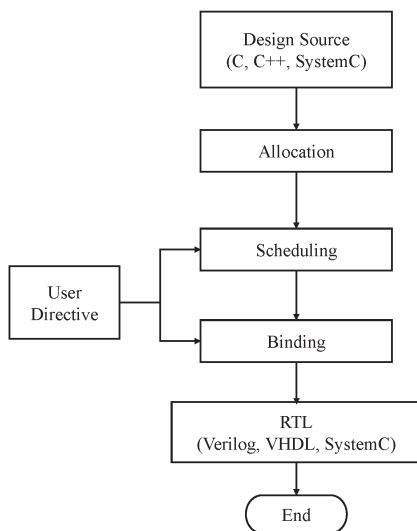 Design Source
(C, C++, SystemC)
Allocation
Scheduling
User
Directive
Binding
RTL
(Verilog, VHDL, SystemC)
End